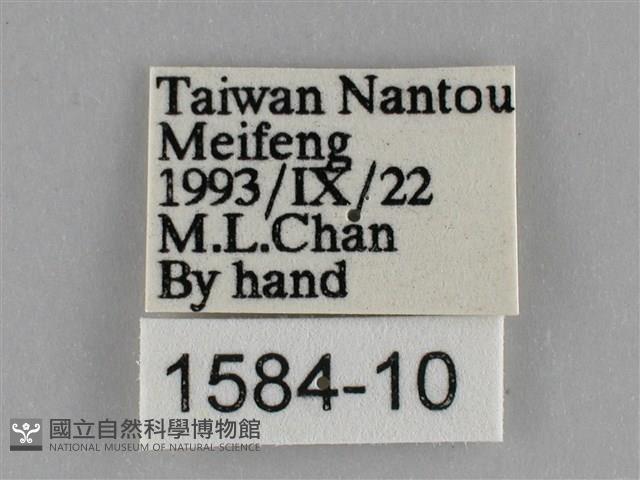 Taiwan Nantou
Meifeng
1993/IX/22
M.L.Chan
By hand
1584-10
國立自然科學博物館
NATIONAL MUSEUM OF NATURAL SCIENCE